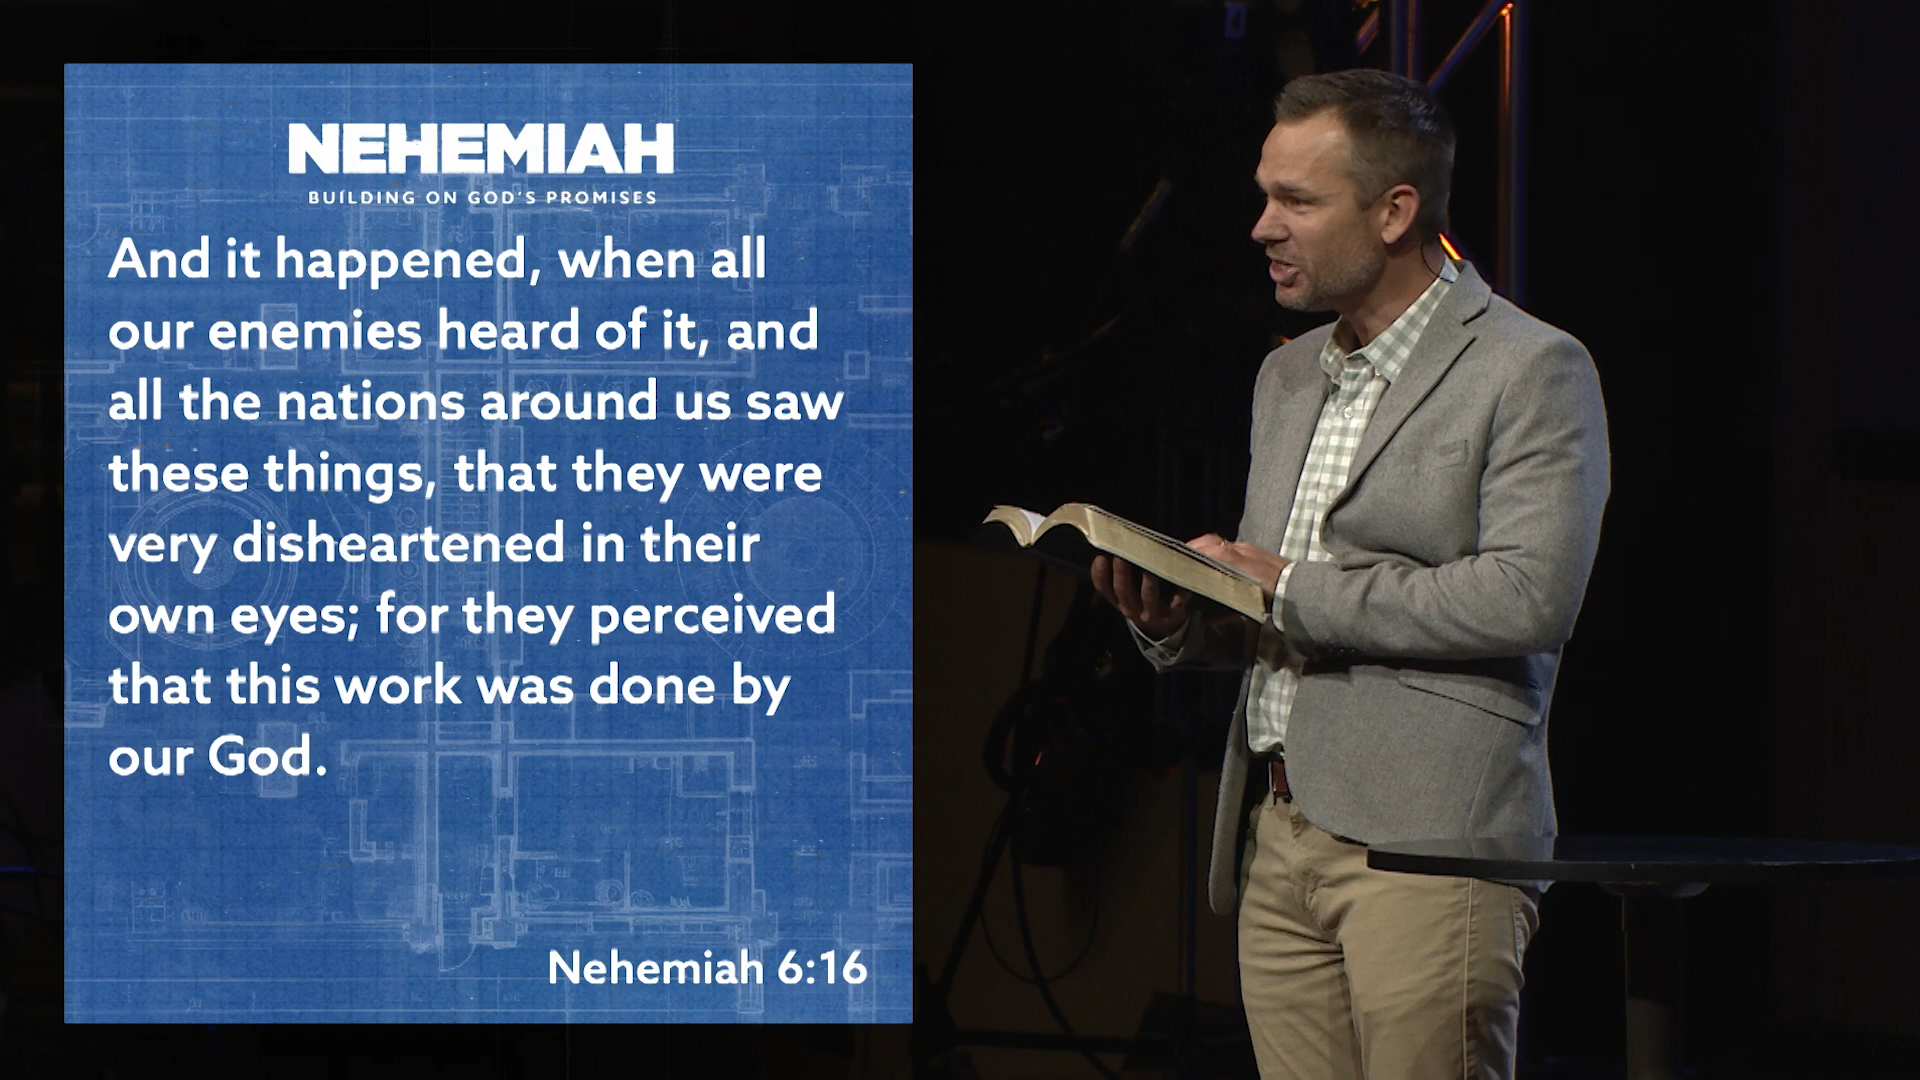 NEHEMIAH
BUILDING ON GOD'S PROMISES
And it happened, when all
our enemies heard of it, and
all the nations around us saw
these things, that they were
very disheartened in their
own eyes; for they perceived
that this work was done by
our God.
Nehemiah 6:16